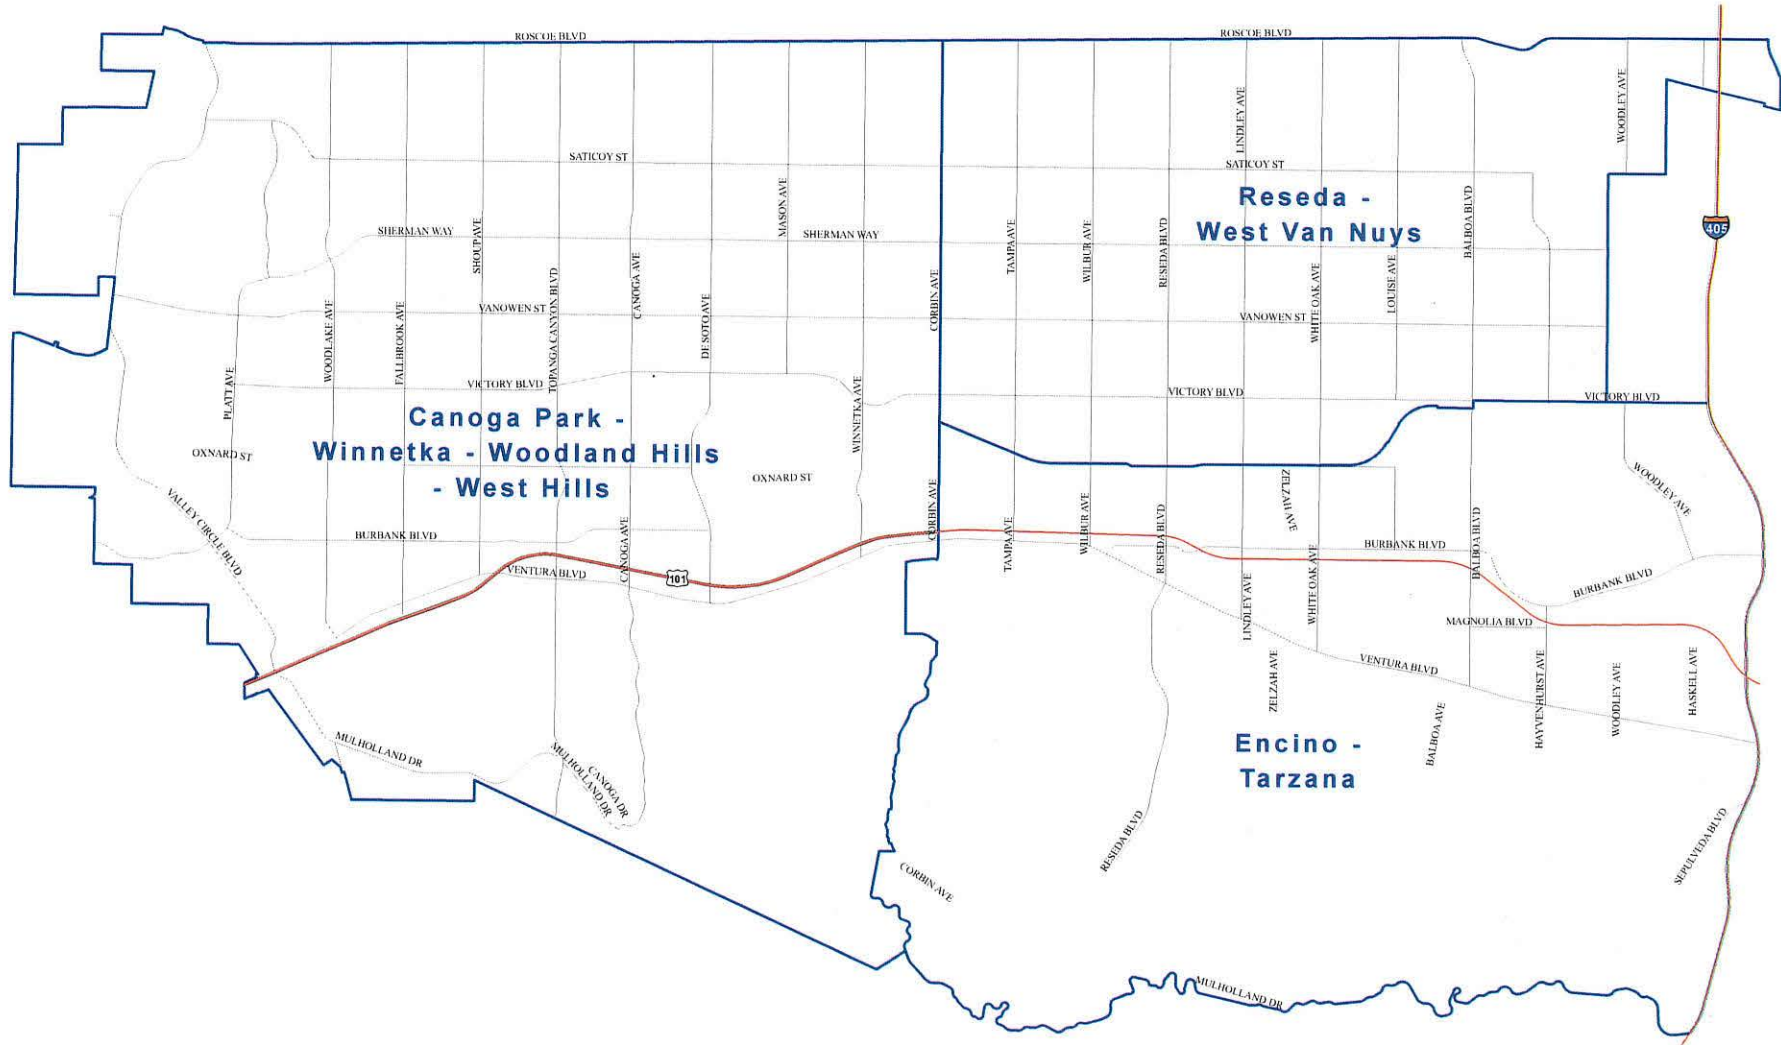 ROSCOE BLVD
ROSCOE BLVD
LINDLEY AVE
WOODLEY AVE
SATICOY ST
SATICOY ST
MASON AVE
Reseda -
West Van Nuys
BALBOA BLVD
405
SHERMAN WAY
SHOUP AVE
SHERMAN WAY
TAMPA AVE
WILBUR AVE
RESEDA BLVD
LOUISE AVE
WHITE OAK AVE
CANOGA AVE
TOPANGA CANYON BLVD
CORBIN AVE
WOODLAKE AVE
FALLBROOK AVE
VANOWEN ST
DE SOTO AVE
VANOWEN ST
PLATT AVE
VICTORY BLVD
WINNETKA AVE
VICTORY BLVD
VICTORY BLVD
Canoga Park -
Winnetka - Woodland Hills
- West Hills
OXNARD ST
OXNARD ST
CORBIN AVE
ZELZAH AVE
WOODLEY AVE
VALLEY CIRCLE BLVD
BURBANK BLVD
CANOGA AVE
TAMPA AVE
WILBUR AVE
RESEDA BLVD
BURBANK BLVD
BALBOA BLVD
VENTURA BLVD
101
LINDLEY AVE
WHITE OAK AVE
BURBANK BLVD
MAGNOLIA BLVD
VENTURA BLVD
ZELZAH AVE
HAYVENHURST AVE
WOODLEY AVE
HASKELL AVE
BALBOA AVE
Encino -
Tarzana
MULHOLLAND DR
MULHOLLAND DR
CANOGA DR
RESEDA BLVD
SEPULVEDA BLVD
CORBIN AVE
MULHOLLAND DR